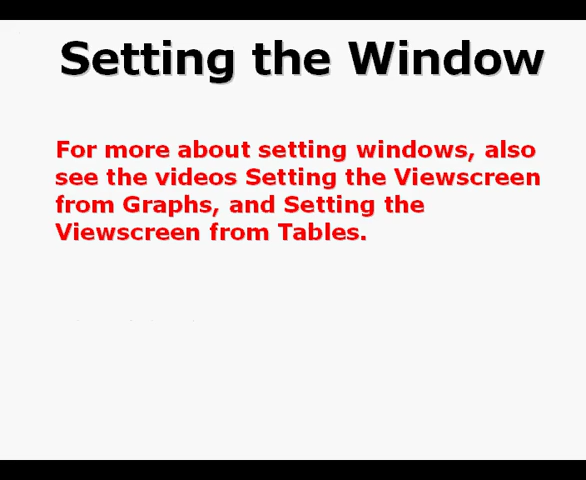 Setting the Window
For more about setting windows, also
see the videos Setting the Viewscreen
from Graphs, and Setting the
Viewscreen from Tables.